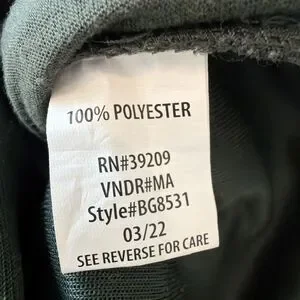 100% POLYESTER
RN#39209
VNDR#MA
Style#BG8531
03/22
SEE REVERSE FOR CARE